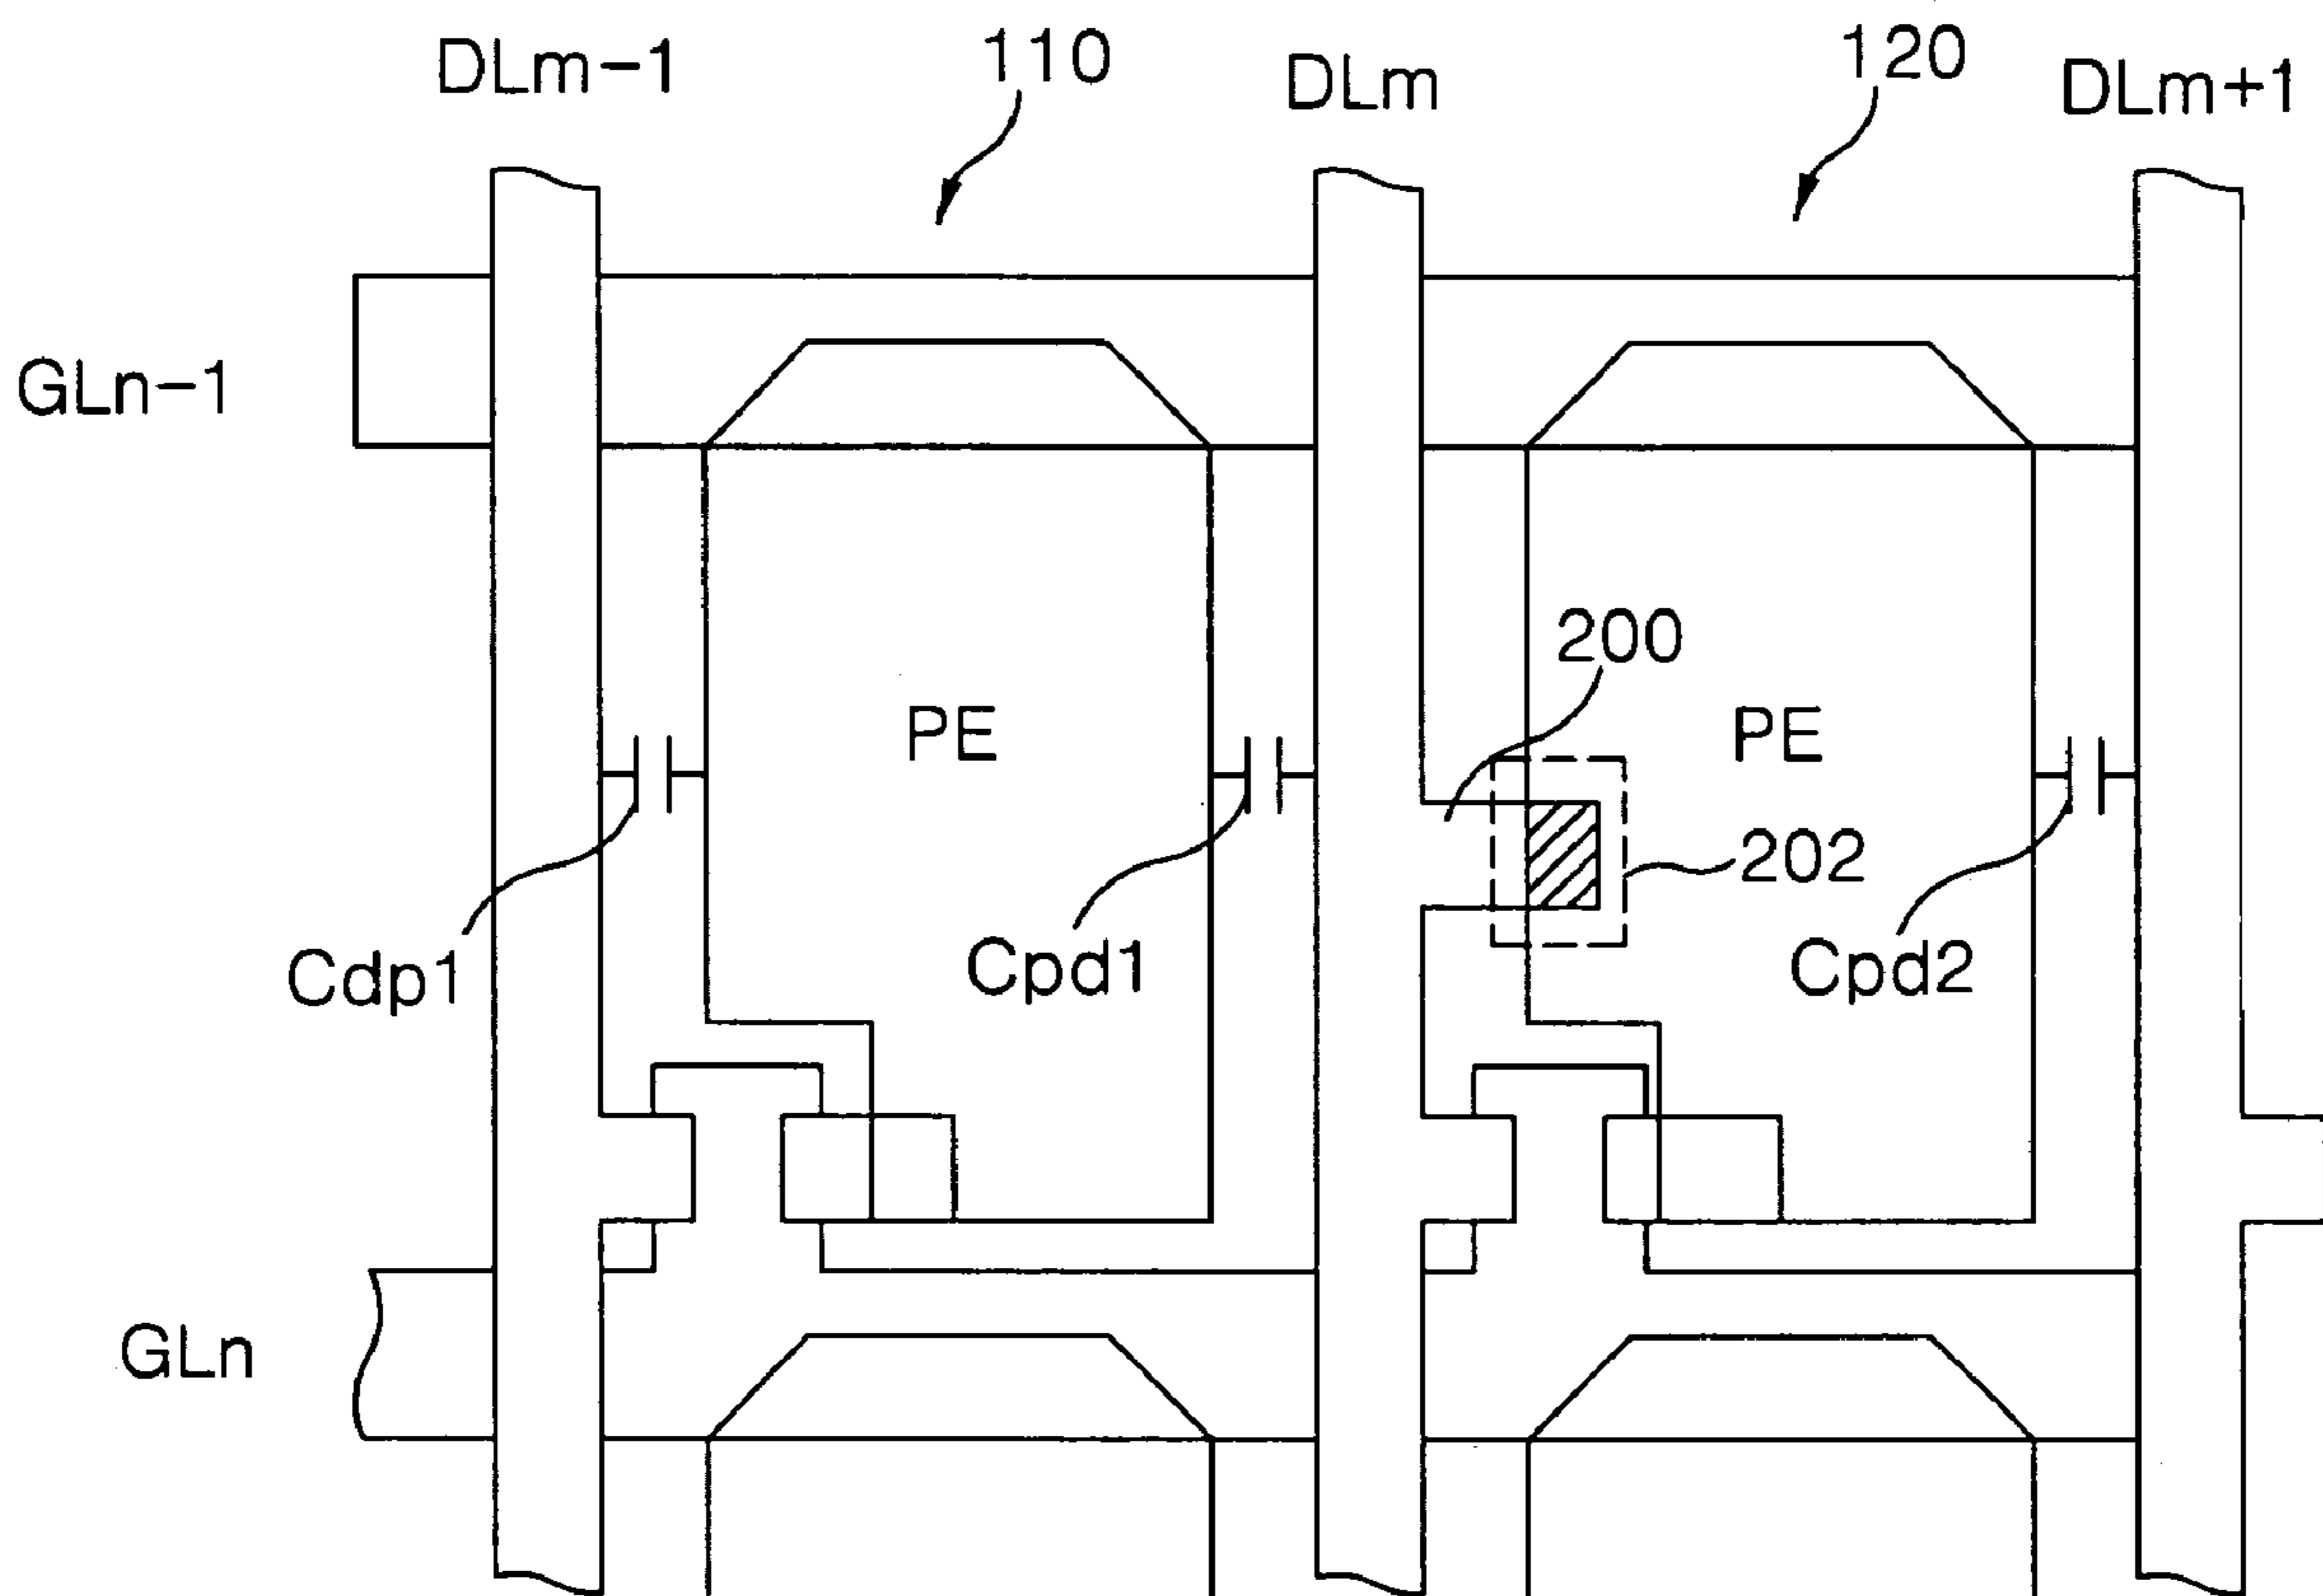 DLm-1
110
DLm
120
DLm+1
GLn-1
200
PE
PE
202
Cdp1
Cpd1
Cpd2
GLn